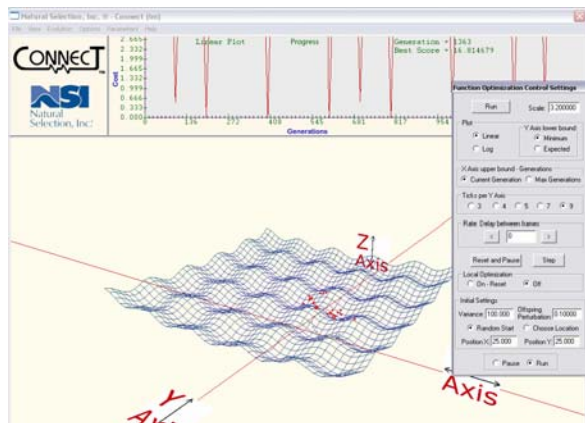 Natural Selection, Inc. ® - Connect (tm)
File View Evolution Options Parameters Help
CONNECT™
NSI
Natural
Selection, Inc.
Linear Plot Progress Generation = 1363
Best Score = 16.814679
Cost
2.665
2.332
1.999
1.665
1.332
0.999
0.666
0.333
0.000
0 136 272 408 545 681 817 954
Generations
Function Optimization Control Settings
Run Scale: 3.200000
Plot
Linear
Log
Y Axis lower bound
Minimum
Expected
X Axis upper bound - Generations
Current Generation Max Generations
Ticks per Y Axis
3 4 5 7 9
Rate: Delay between frames
< 0 >
Reset and Pause Step
Local Optimization
On - Reset Off
Initial Settings
Variance: 100.000 Offspring Perturbation: 0.10000
Random Start Choose Location
Position X: 25.000 Position Y: 25.000
Pause Run
Z
Axis
Axis
Y